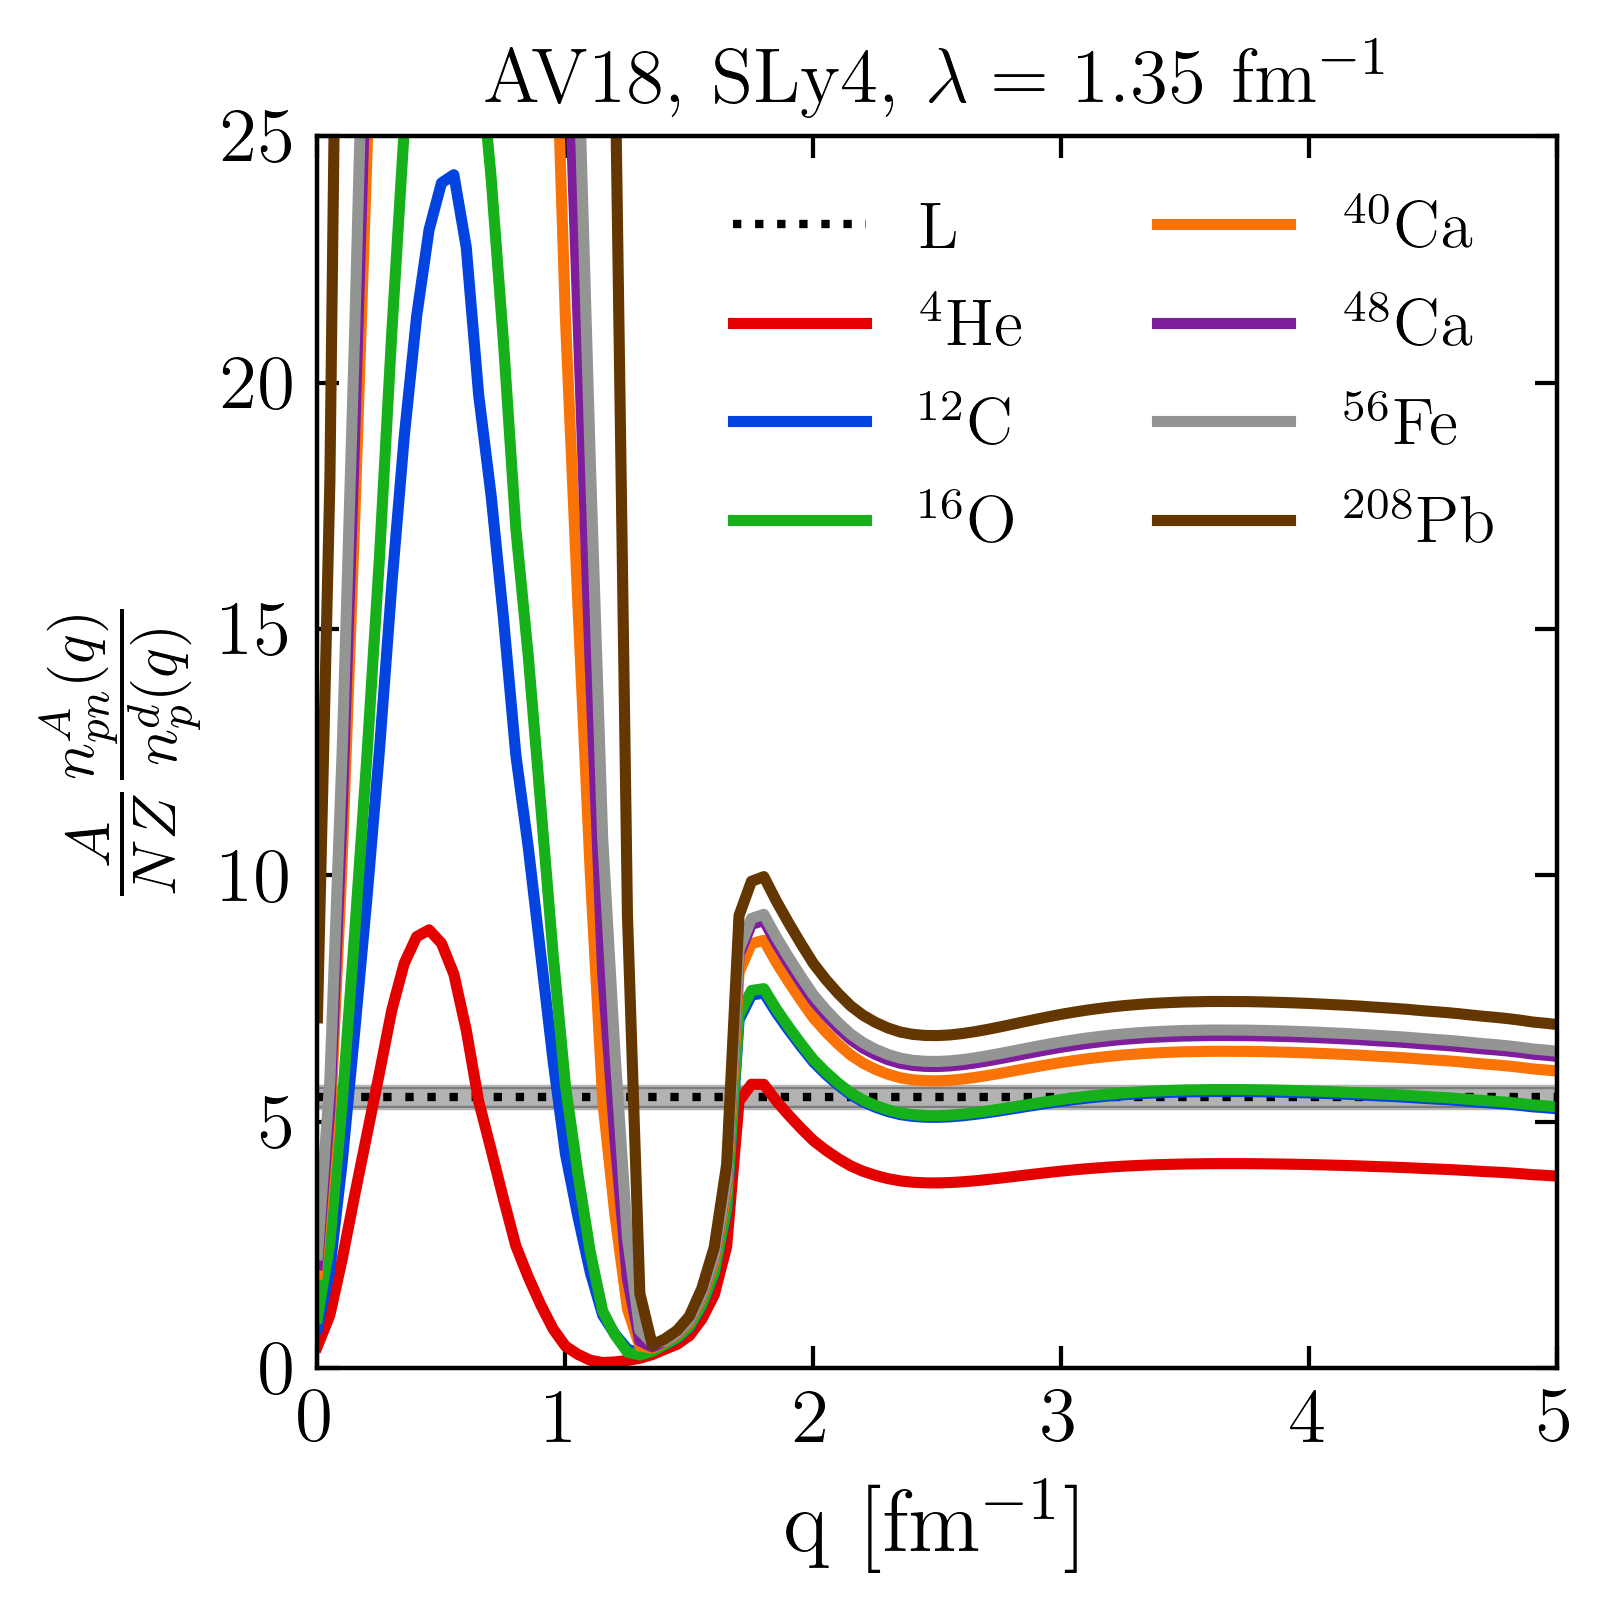 AV18, SLy4, λ = 1.35 fm⁻¹
25
20
15
10
5
0
0 1 2 3 4 5
q [fm⁻¹]
A/NZ n^A_pn(q)/n^d_p(q)
L
⁴He
¹²C
¹⁶O
⁴⁰Ca
⁴⁸Ca
⁵⁶Fe
²⁰⁸Pb